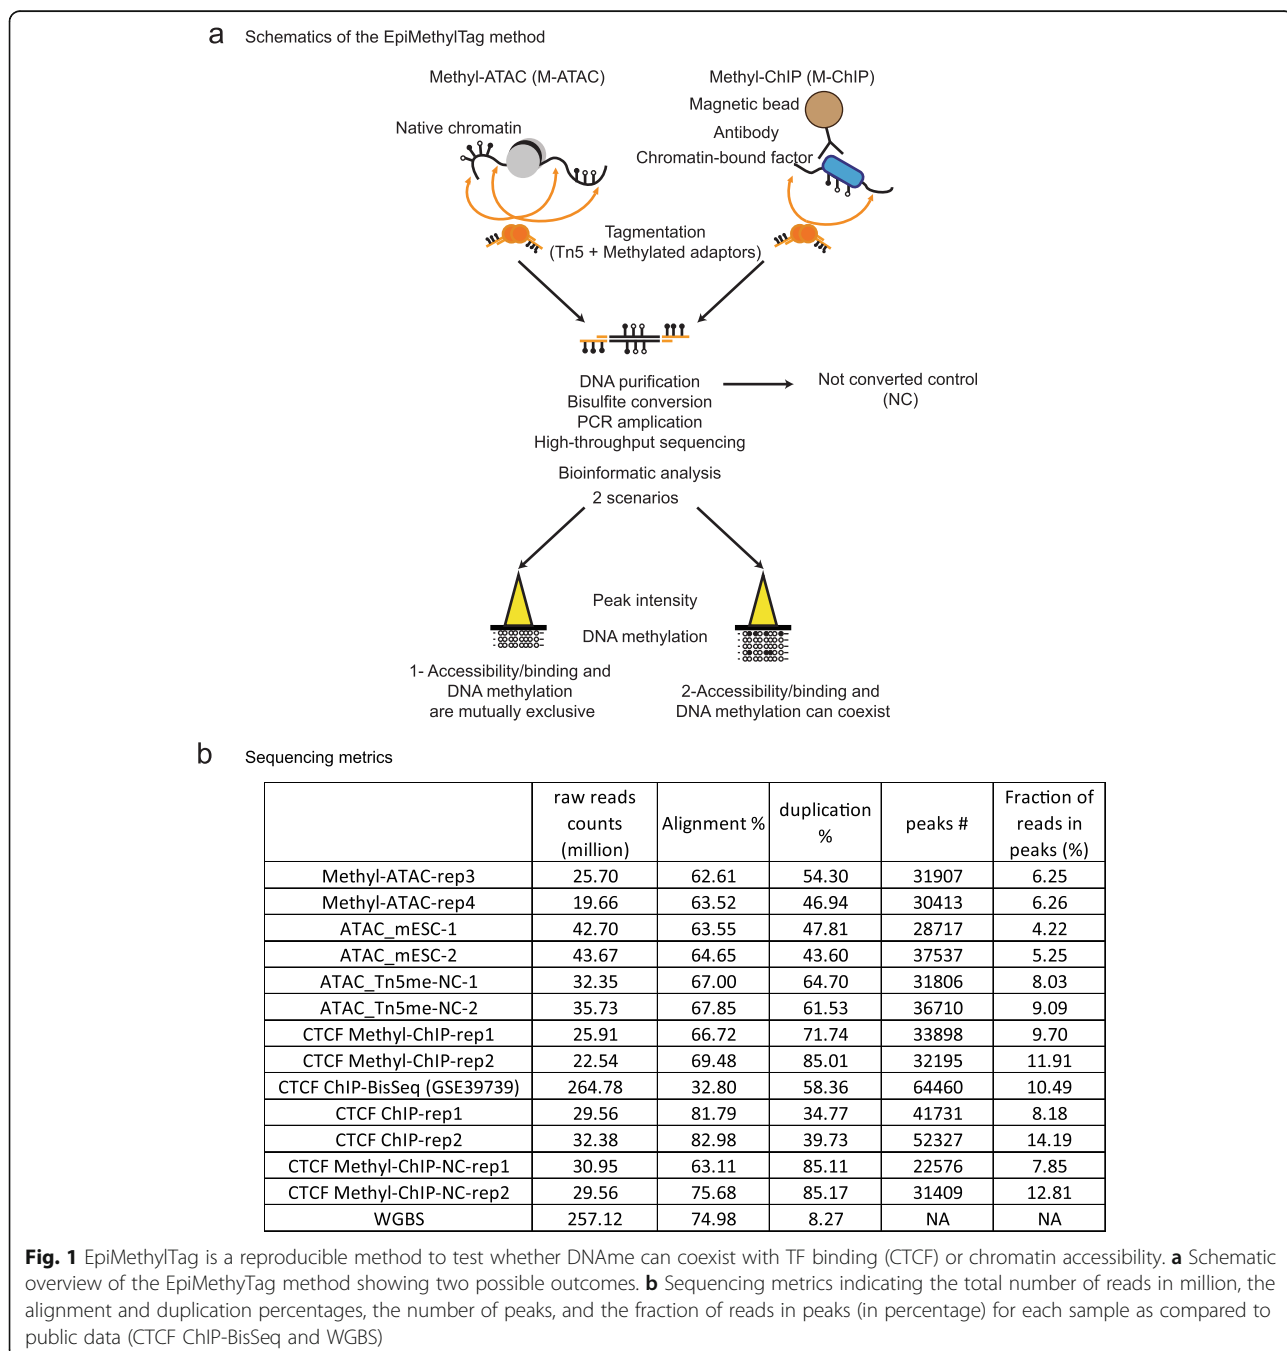 a Schematics of the EpiMethylTag method
Methyl-ATAC (M-ATAC)
Methyl-ChIP (M-ChIP)
Magnetic bead
Native chromatin
Antibody
Chromatin-bound factor
Tagmentation
(Tn5 + Methylated adaptors)
DNA purification
Bisulfite conversion
PCR amplication
High-throughput sequencing
Not converted control
(NC)
Bioinformatic analysis
2 scenarios
Peak intensity
DNA methylation
1- Accessibility/binding and
DNA methylation
are mutually exclusive
2-Accessibility/binding and
DNA methylation can coexist
b Sequencing metrics
raw reads counts (million) Alignment % duplication % peaks # Fraction of reads in peaks (%)
Methyl-ATAC-rep3 25.70 62.61 54.30 31907 6.25
Methyl-ATAC-rep4 19.66 63.52 46.94 30413 6.26
ATAC_mESC-1 42.70 63.55 47.81 28717 4.22
ATAC_mESC-2 43.67 64.65 43.60 37537 5.25
ATAC_Tn5me-NC-1 32.35 67.00 64.70 31806 8.03
ATAC_Tn5me-NC-2 35.73 67.85 61.53 36710 9.09
CTCF Methyl-ChIP-rep1 25.91 66.72 71.74 33898 9.70
CTCF Methyl-ChIP-rep2 22.54 69.48 85.01 32195 11.91
CTCF ChIP-BisSeq (GSE39739) 264.78 32.80 58.36 64460 10.49
CTCF ChIP-rep1 29.56 81.79 34.77 41731 8.18
CTCF ChIP-rep2 32.38 82.98 39.73 52327 14.19
CTCF Methyl-ChIP-NC-rep1 30.95 63.11 85.11 22576 7.85
CTCF Methyl-ChIP-NC-rep2 29.56 75.68 85.17 31409 12.81
WGBS 257.12 74.98 8.27 NA NA
Fig. 1 EpiMethylTag is a reproducible method to test whether DNAme can coexist with TF binding (CTCF) or chromatin accessibility. a Schematic
overview of the EpiMethyTag method showing two possible outcomes. b Sequencing metrics indicating the total number of reads in million, the
alignment and duplication percentages, the number of peaks, and the fraction of reads in peaks (in percentage) for each sample as compared to
public data (CTCF ChIP-BisSeq and WGBS)